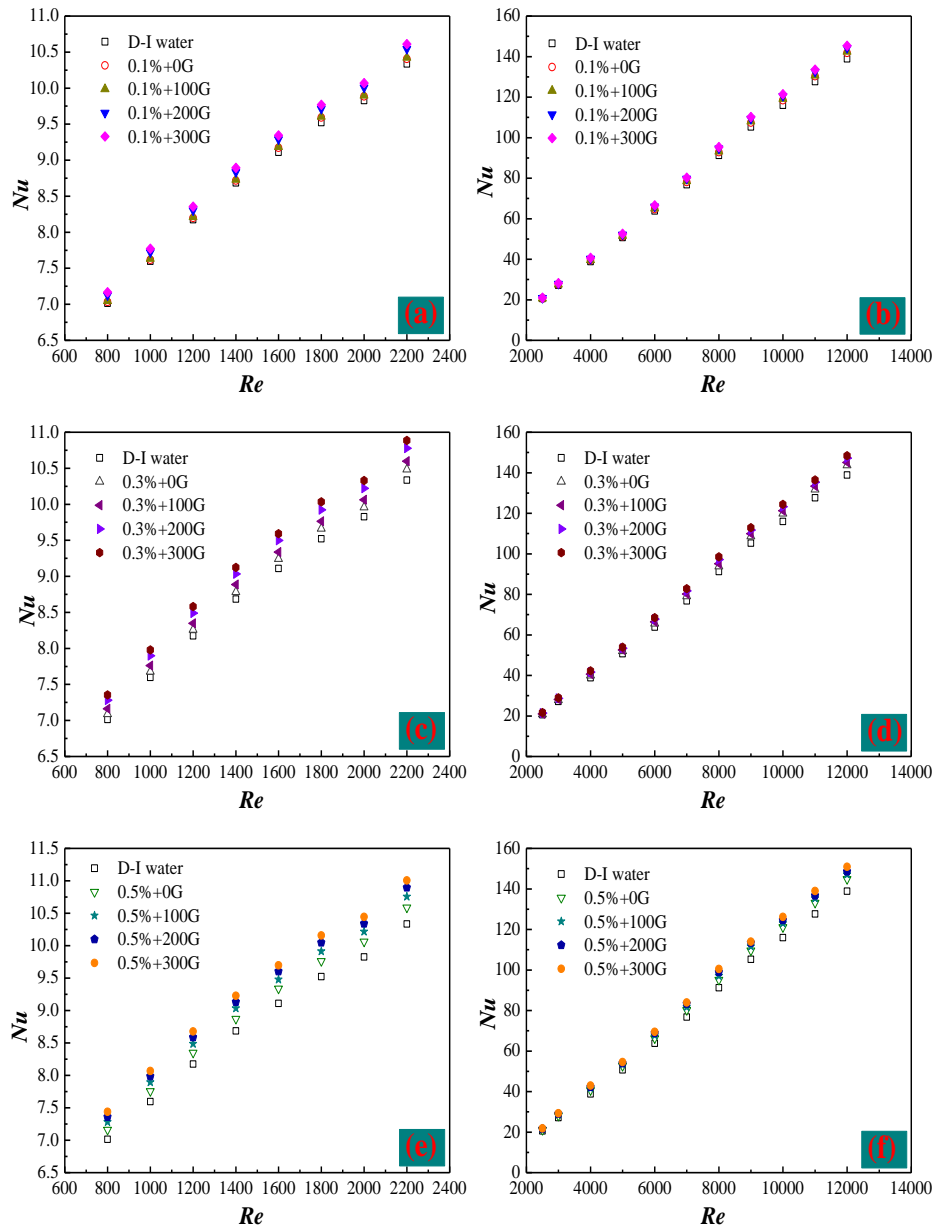 11.0
10.5
10.0
9.5
9.0
8.5
8.0
7.5
7.0
6.5
Nu
D-I water
0.1%+0G
0.1%+100G
0.1%+200G
0.1%+300G
(a)
600 800 1000 1200 1400 1600 1800 2000 2200 2400
Re
160
140
120
100
80
60
40
20
0
Nu
D-I water
0.1%+0G
0.1%+100G
0.1%+200G
0.1%+300G
(b)
2000 4000 6000 8000 10000 12000 14000
Re
11.0
10.5
10.0
9.5
9.0
8.5
8.0
7.5
7.0
6.5
Nu
D-I water
0.3%+0G
0.3%+100G
0.3%+200G
0.3%+300G
(c)
600 800 1000 1200 1400 1600 1800 2000 2200 2400
Re
160
140
120
100
80
60
40
20
0
Nu
D-I water
0.3%+0G
0.3%+100G
0.3%+200G
0.3%+300G
(d)
2000 4000 6000 8000 10000 12000 14000
Re
11.5
11.0
10.5
10.0
9.5
9.0
8.5
8.0
7.5
7.0
6.5
Nu
D-I water
0.5%+0G
0.5%+100G
0.5%+200G
0.5%+300G
(e)
600 800 1000 1200 1400 1600 1800 2000 2200 2400
Re
160
140
120
100
80
60
40
20
0
Nu
D-I water
0.5%+0G
0.5%+100G
0.5%+200G
0.5%+300G
(f)
2000 4000 6000 8000 10000 12000 14000
Re